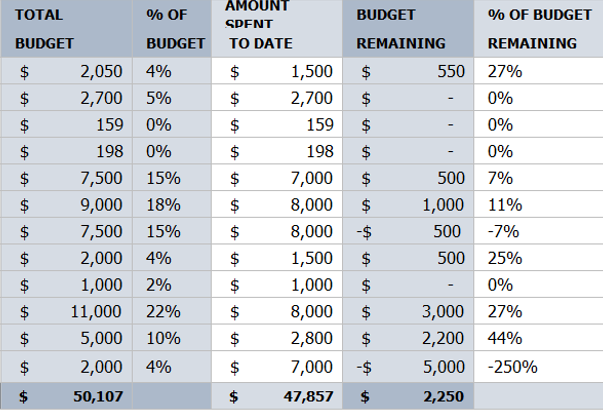 TOTAL BUDGET % OF BUDGET AMOUNT SPENT TO DATE BUDGET REMAINING % OF BUDGET REMAINING
$ 2,050 4% $ 1,500 $ 550 27%
$ 2,700 5% $ 2,700 $ - 0%
$ 159 0% $ 159 $ - 0%
$ 198 0% $ 198 $ - 0%
$ 7,500 15% $ 7,000 $ 500 7%
$ 9,000 18% $ 8,000 $ 1,000 11%
$ 7,500 15% $ 8,000 -$ 500 -7%
$ 2,000 4% $ 1,500 $ 500 25%
$ 1,000 2% $ 1,000 $ - 0%
$ 11,000 22% $ 8,000 $ 3,000 27%
$ 5,000 10% $ 2,800 $ 2,200 44%
$ 2,000 4% $ 7,000 -$ 5,000 -250%
$ 50,107 $ 47,857 $ 2,250